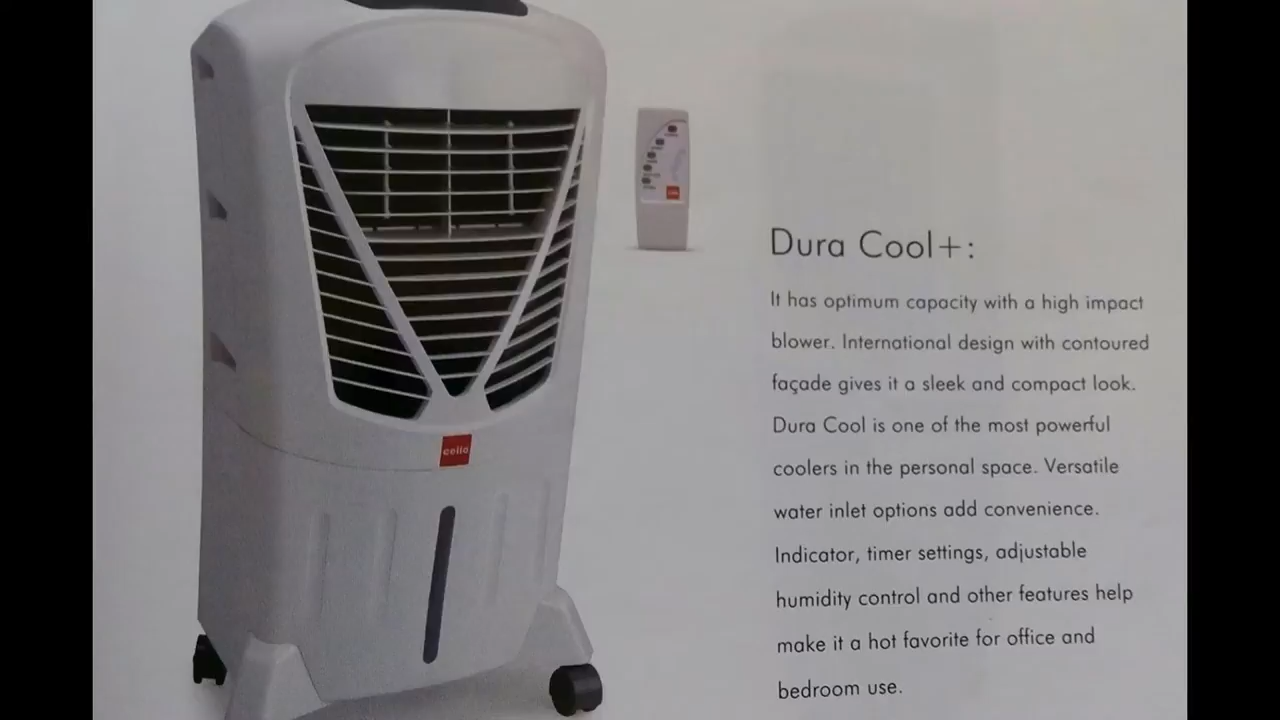 cello
Dura Cool+:
It has optimum capacity with a high impact
blower. International design with contoured
façade gives it a sleek and compact look.
Dura Cool is one of the most powerful
coolers in the personal space. Versatile
water inlet options add convenience.
Indicator, timer settings, adjustable
humidity control and other features help
make it a hot favorite for office and
bedroom use.